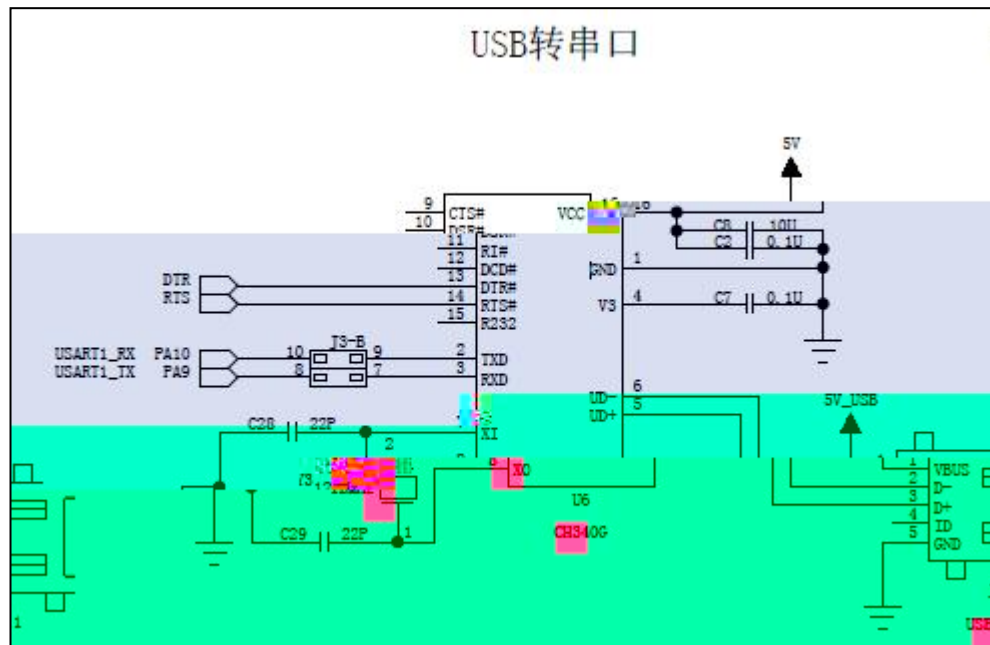 USB转串口
5V
9 CTS# VCC
10
C8 10U
11 RI# C2 0.1U
12 DCD# GND 1
DTR 13 DTR#
RTS 14 RTS# V3 4 C7 0.1U
15 R232
J3-B
USART1_RX PA10 10 9 2 TXD
USART1_TX PA9 8 7 3 RXD
6
UD- 5 5V_USB
UD+
C28 22P XI
2
XO 1 VBUS
2 D-
U6 3 D+
4 ID
C29 22P 1 CH340G 5 GND
1